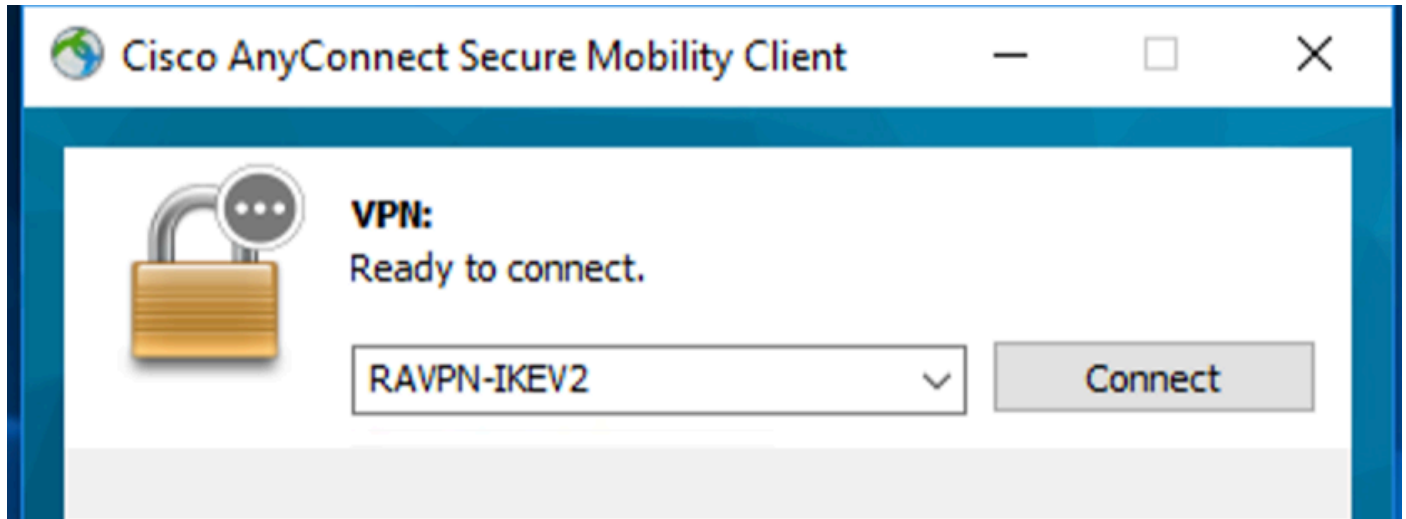 Cisco AnyConnect Secure Mobility Client
VPN:
Ready to connect.
RAVPN-IKEV2
Connect